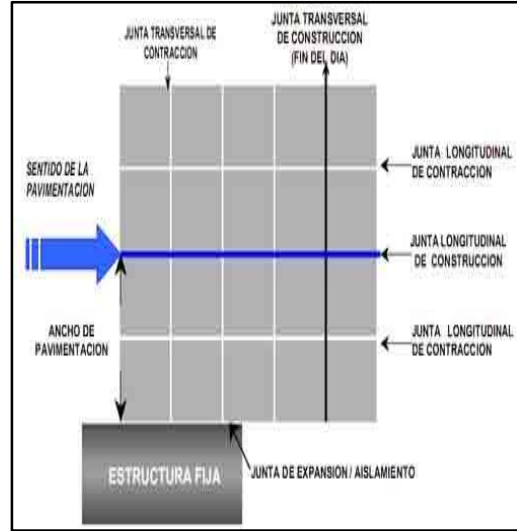 JUNTA TRANSVERSAL DE
CONTRACCION
JUNTA TRANSVERSAL
DE CONSTRUCCION
(FIN DEL DIA)
SENTIDO DE LA
PAVIMENTACION
JUNTA LONGITUDINAL
DE CONTRACCION
JUNTA LONGITUDINAL
DE CONSTRUCCION
ANCHO DE
PAVIMENTACION
JUNTA LONGITUDINAL
DE CONTRACCION
ESTRUCTURA FIJA
JUNTA DE EXPANSION / AISLAMIENTO